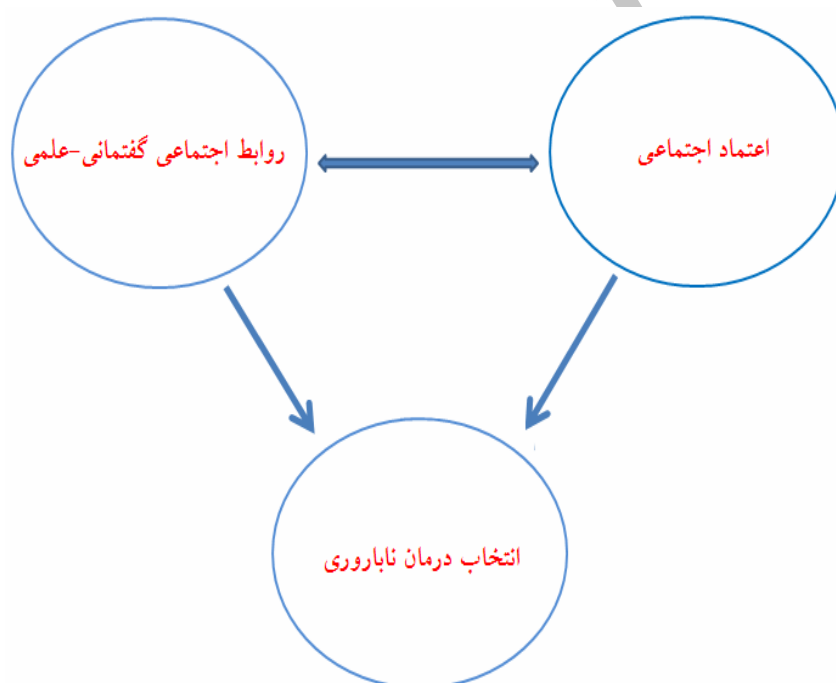 اعتماد اجتماعی
روابط اجتماعی گفتمانی-علمی
انتخاب درمان ناباروری